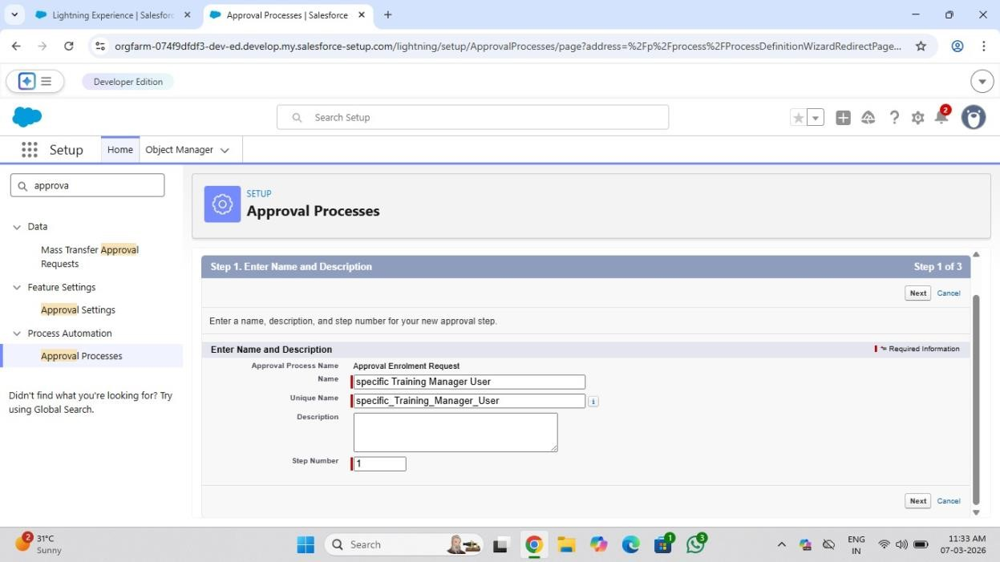 Lightning Experience | Salesforc
Approval Processes | Salesforce
orgfarm-074f9dfdf3-dev-ed.develop.my.salesforce-setup.com/lightning/setup/ApprovalProcesses/page?address=%2Fp%2Fprocess%2FProcessDefinitionWizardRedirectPage...
Developer Edition
Search Setup
2
Setup
Home
Object Manager
approva
SETUP
Approval Processes
Data
Mass Transfer Approval
Requests
Feature Settings
Approval Settings
Process Automation
Approval Processes
Didn't find what you're looking for? Try
using Global Search.
Step 1. Enter Name and Description
Step 1 of 3
Next
Cancel
Enter a name, description, and step number for your new approval step.
Enter Name and Description
= Required Information
Approval Process Name
Approval Enrolment Request
Name
specific Training Manager User
Unique Name
specific_Training_Manager_User
i
Description
Step Number
1
Next
Cancel
2
31°C
Sunny
Search
1
3
ENG
IN
11:33 AM
07-03-2026